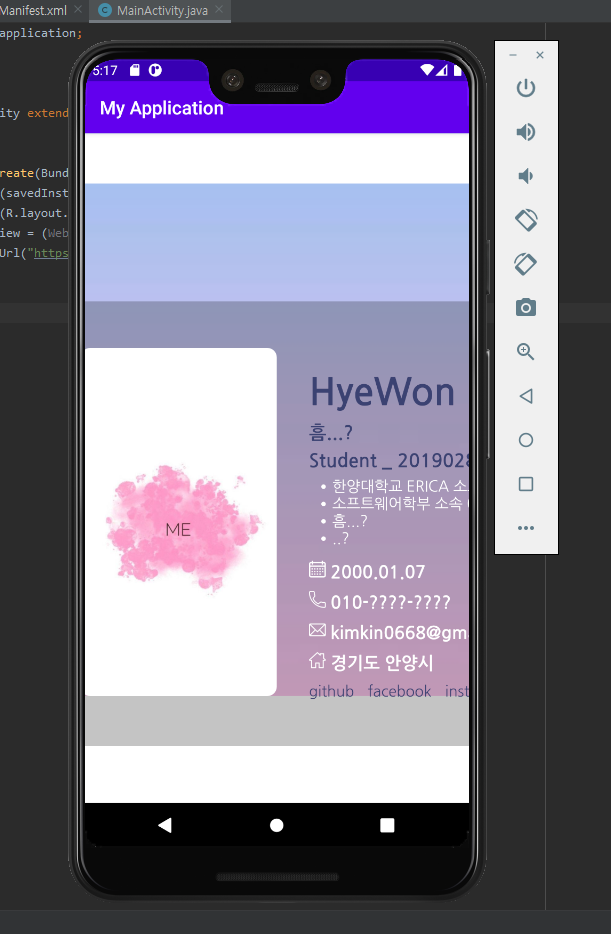 Manifest.xml
MainActivity.java
application;
ity extend
reate(Bund
(savedInst
(R.layout.
iew = (Web
Url("https
5:17
My Application
ME
HyeWon
흠...?
Student _ 2019028
한양대학교 ERICA 소
소프트웨어학부 소속
흠...?
..?
2000.01.07
010-????-????
kimkin0668@gm
경기도 안양시
github facebook inst